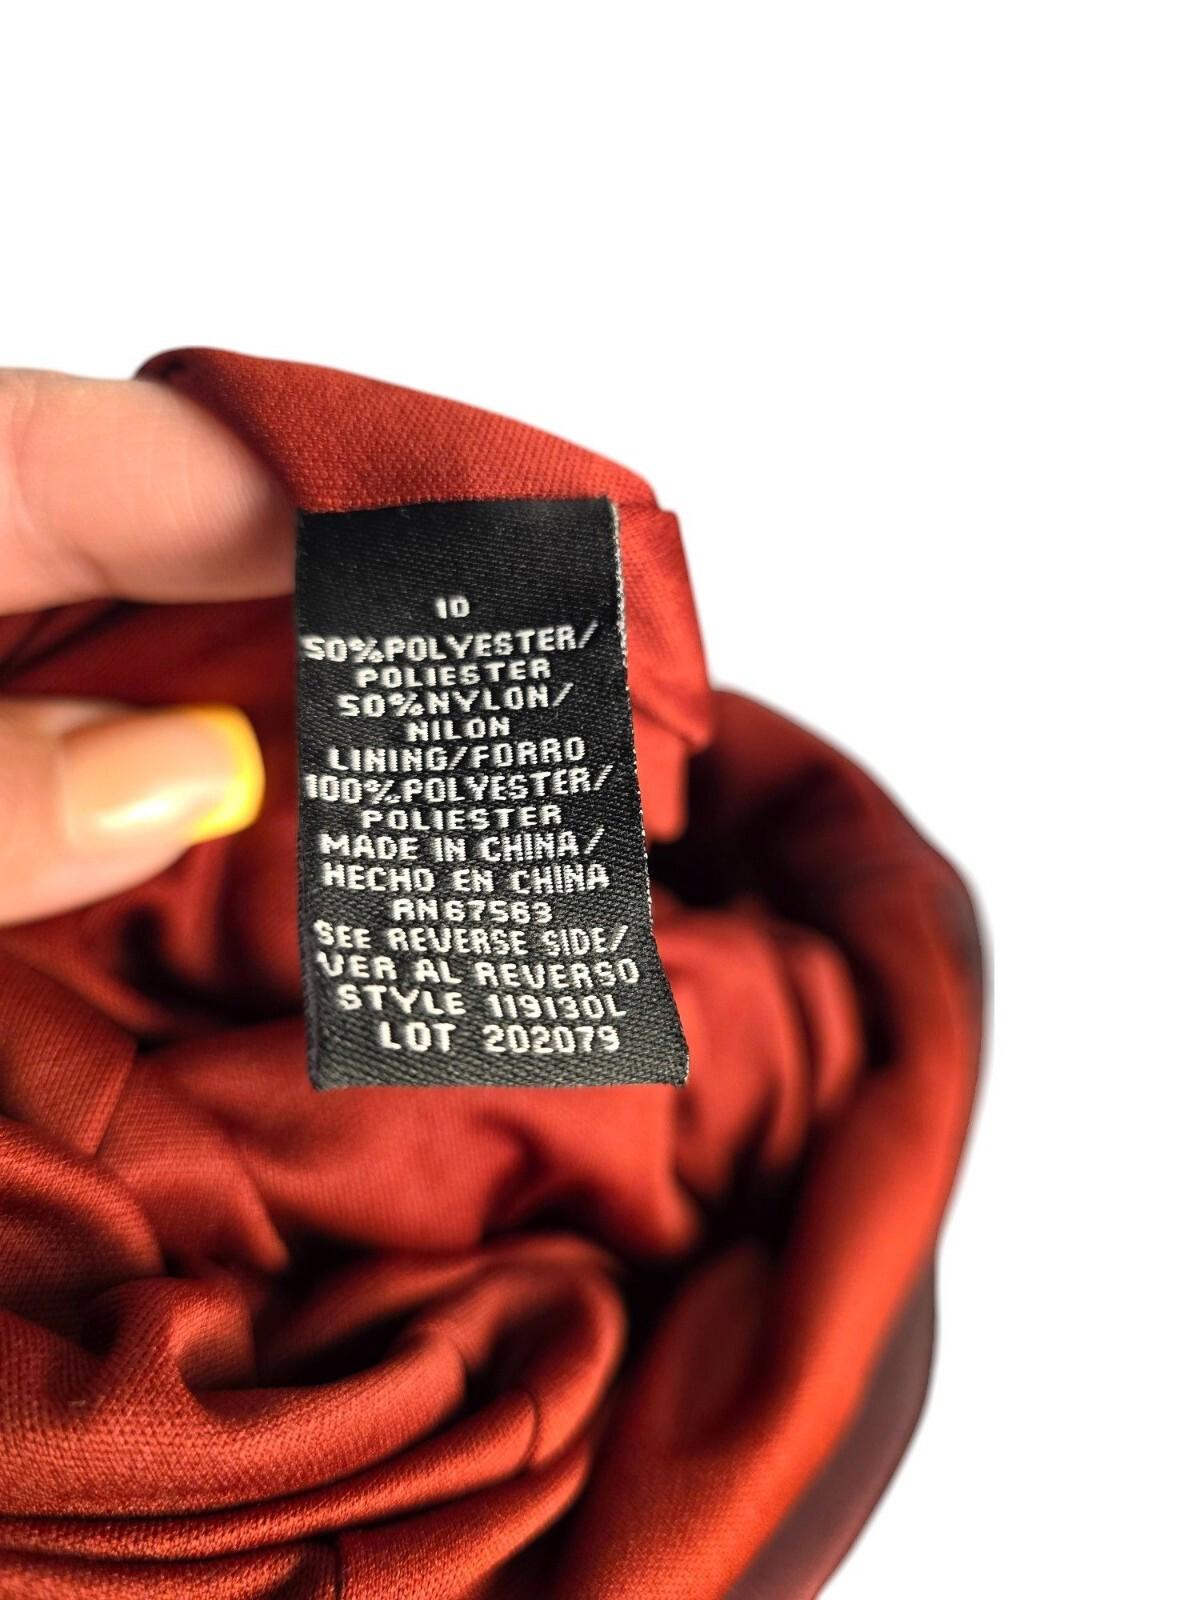 10
50%POLYESTER/
POLIESTER
50%NYLON/
NILON
LINING/FORRO
100%POLYESTER/
POLIESTER
MADE IN CHINA/
HECHO EN CHINA
RN67563
SEE REVERSE SIDE/
VER AL REVERSO
STYLE 119130L
LOT 202079